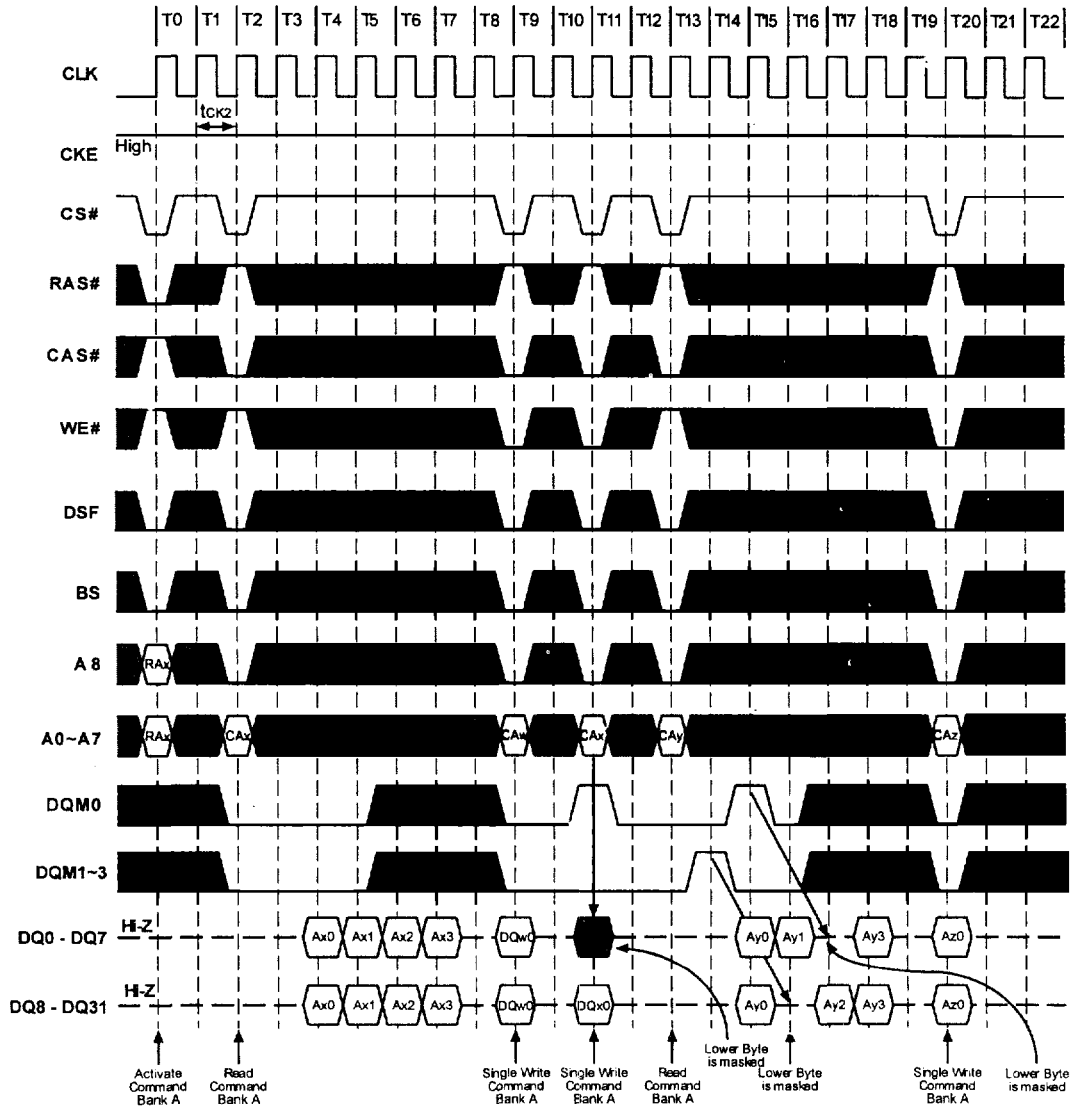 T0 T1 T2 T3 T4 T5 T6 T7 T8 T9 T10 T11 T12 T13 T14 T15 T16 T17 T18 T19 T20 T21 T22
CLK
tCK2
High
CKE
CS#
RAS#
CAS#
WE#
DSF
BS
A8 RAx
A0~A7 RAx CAx CAw CAx CAy CAz
DQM0
DQM1~3
Hi-Z
DQ0 - DQ7 Ax0 Ax1 Ax2 Ax3 DQw0 Ay0 Ay1 Ay3 Az0
Hi-Z
DQ8 - DQ31 Ax0 Ax1 Ax2 Ax3 DQw0 DQx0 Ay0 Ay2 Ay3 Az0
Activate
Command
Bank A
Read
Command
Bank A
Single Write
Command
Bank A
Single Write
Command
Bank A
Lower Byte
is masked
Read
Command
Bank A
Lower Byte
is masked
Single Write
Command
Bank A
Lower Byte
is masked